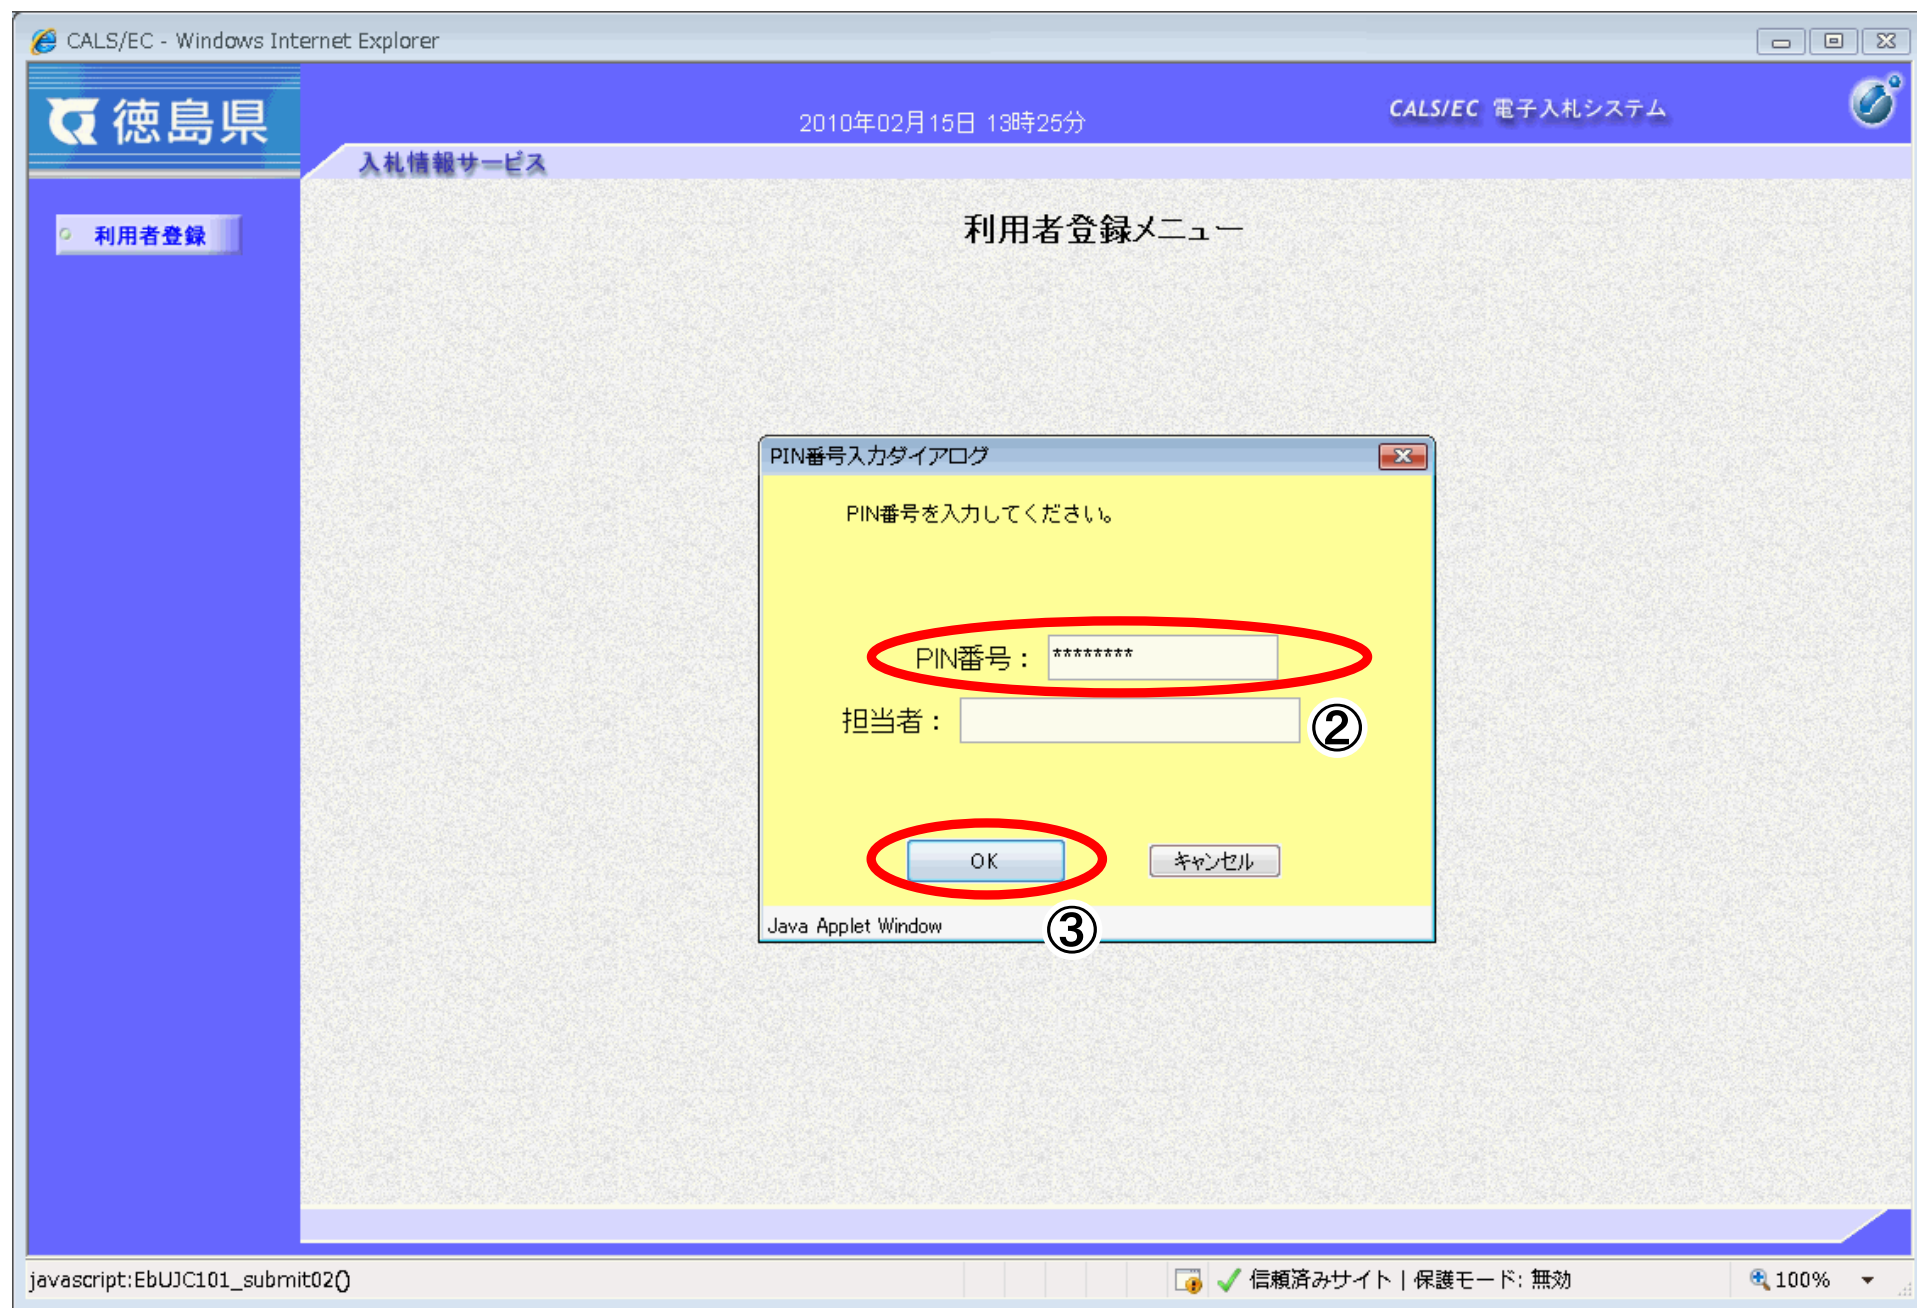 CALS/EC - Windows Internet Explorer
徳島県
2010年02月15日 13時25分
CALS/EC 電子入札システム
入札情報サービス
利用者登録
利用者登録メニュー
PIN番号入力ダイアログ
PIN番号を入力してください。
PIN番号： ********
担当者：
②
OK
キャンセル
Java Applet Window
③
javascript:EbUJC101_submit02()
信頼済みサイト | 保護モード: 無効
100%